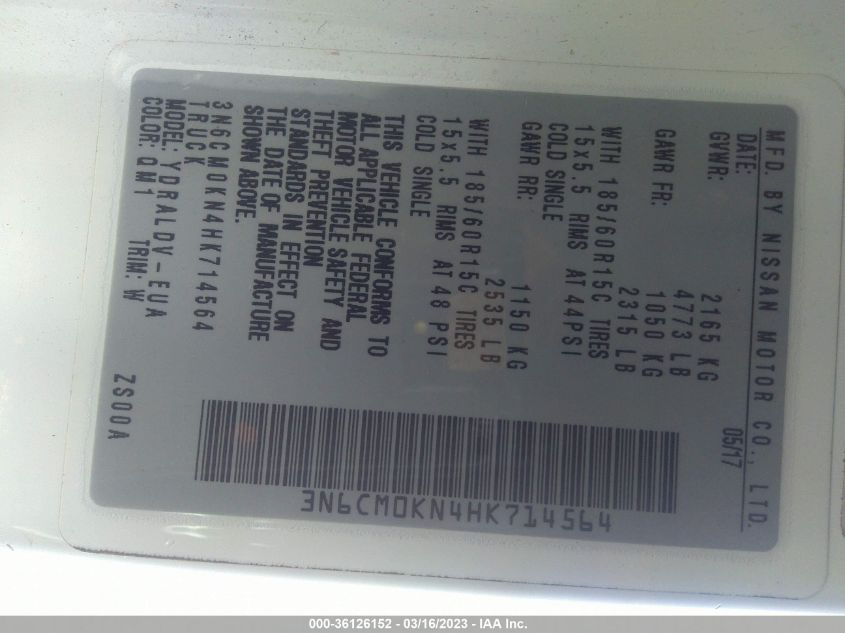 MFD. BY NISSAN MOTOR CO., LTD.
DATE: 05/17
GVWR: 2165 KG
4773 LB
GAWR FR: 1050 KG
2315 LB
WITH 185/60R15C TIRES
15x5.5 RIMS AT 44PSI
COLD SINGLE
GAWR RR: 1150 KG
2535 LB
WITH 185/60R15C TIRES
15x5.5 RIMS AT 48 PSI
COLD SINGLE
THIS VEHICLE CONFORMS TO
ALL APPLICABLE FEDERAL
MOTOR VEHICLE SAFETY AND
THEFT PREVENTION
STANDARDS IN EFFECT ON
THE DATE OF MANUFACTURE
SHOWN ABOVE.
3N6CM0KN4HK714564
TRUCK
MODEL: YDRALDV-EUA
COLOR: QM1 TRIM: W
ZS00A
3N6CM0KN4HK714564
000-36126152 - 03/16/2023 - IAA Inc.